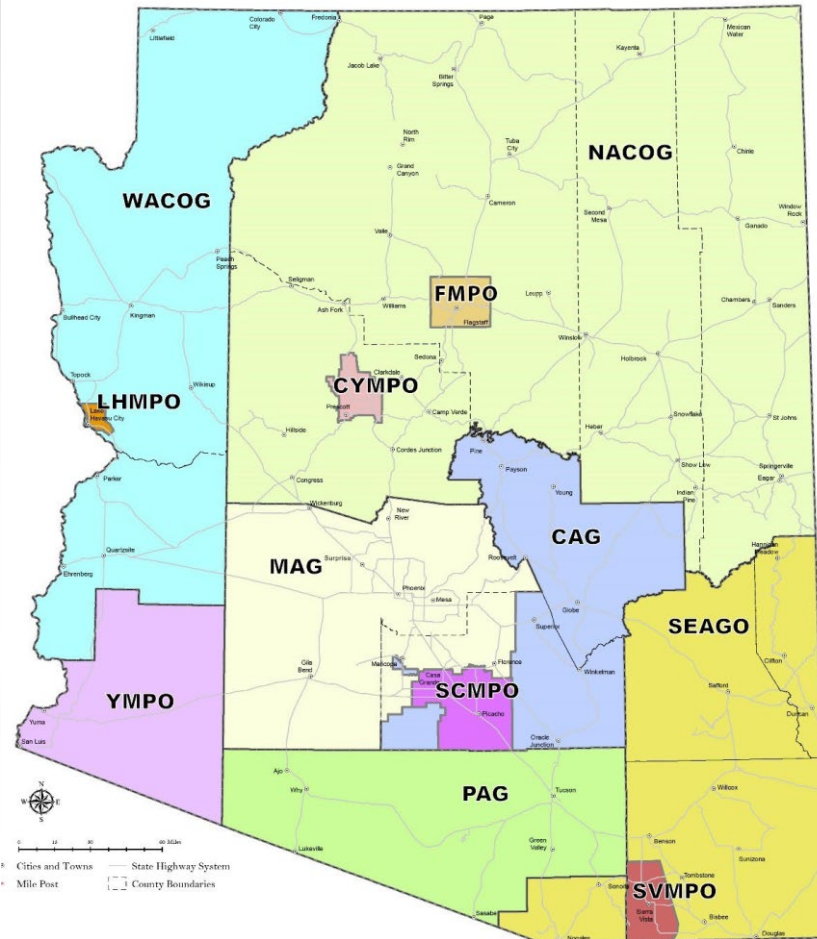 Littlefield
Colorado
City
Fredonia
Page
Mexican
Water
Kayenta
Jacob Lake
Bitter
Springs
North
Rim
Tuba
City
NACOG
Chinle
Grand
Canyon
WACOG
Cameron
Second
Mesa
Window
Rock
Ganado
Valle
Peach
Springs
Seligman
FMPO
Leupp
Chambers
Sanders
Bullhead City
Kingman
Ash Fork
Williams
Flagstaff
Winslow
Holbrook
Sedona
Clarkdale
Topock
Wikieup
CYMPO
Prescott
LHMPO
Lake
Havasu City
Camp Verde
Snowflake
St Johns
Hillside
Heber
Cordes Junction
Pine
Payson
Show Low
Springerville
Eagar
Parker
Congress
Young
Indian
Pine
Wickenburg
New
River
CAG
Hannigan
Meadow
Quartzsite
Surprise
Roosevelt
Ehrenberg
MAG
Phoenix
Mesa
Globe
Superior
SEAGO
Maricopa
Florence
Clifton
Gila
Bend
Casa
Grande
SCMPO
Winkelman
Safford
YMPO
Picacho
Duncan
Yuma
San Luis
Oracle
Junction
Ajo
Why
PAG
Tucson
Willcox
N
W
E
S
Lukeville
Green
Valley
Benson
Sunizona
0
60 Miles
Cities and Towns
State Highway System
Mile Post
County Boundaries
Tombstone
Sonoita
SVMPO
Sierra
Vista
Bisbee
Sasabe
Nogales
Douglas